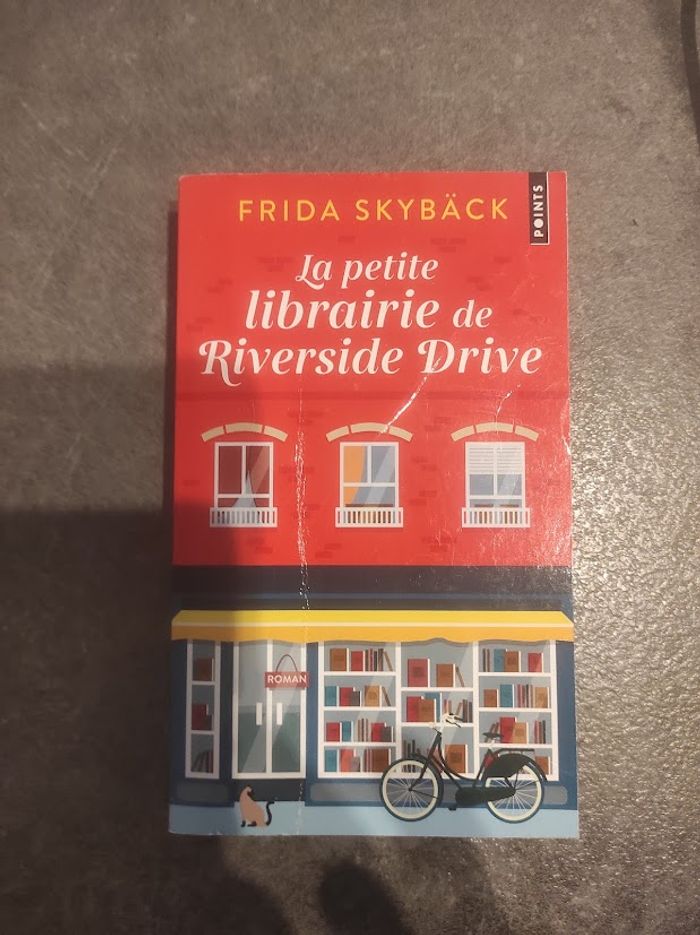 FRIDA SKYBÄCK
POINTS
La petite
librairie de
Riverside Drive
ROMAN